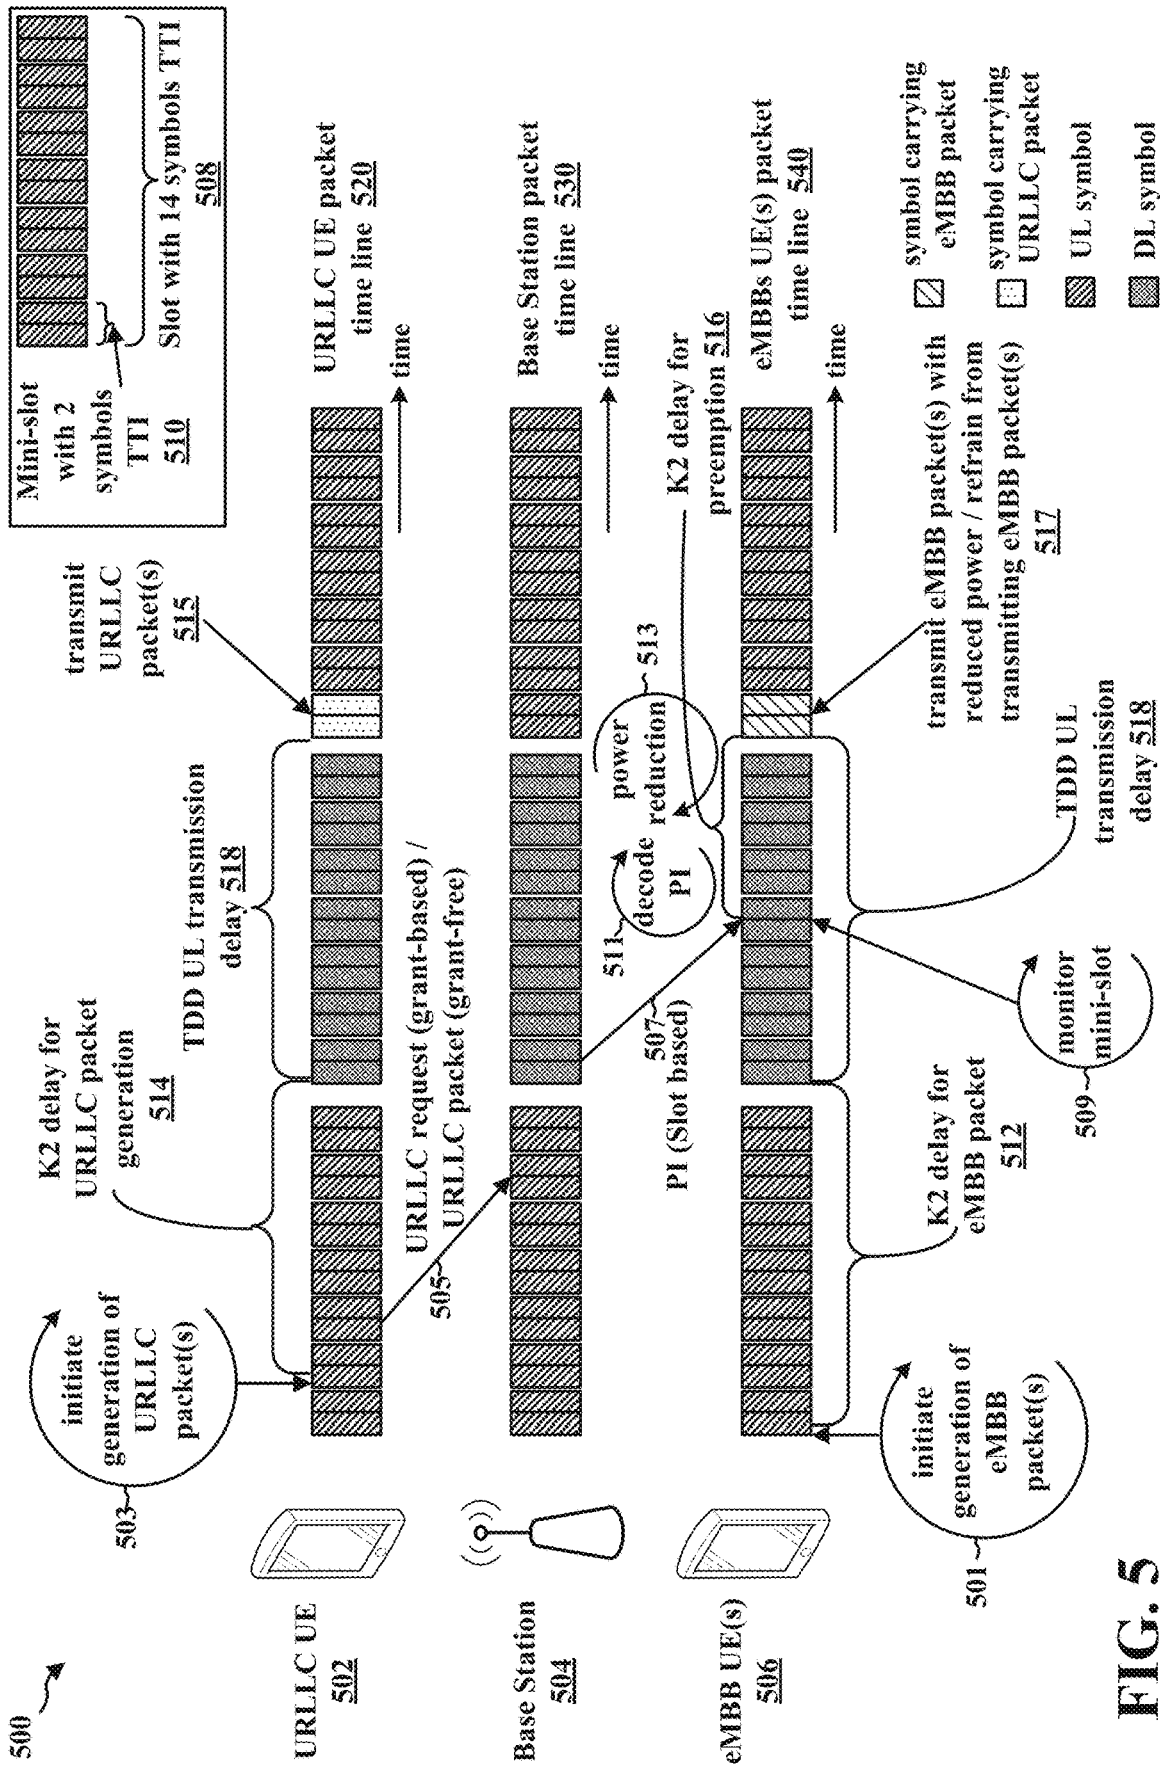 500
Mini-slot
with 2
symbols
TTI
510
Slot with 14 symbols TTI
508
503
initiate
generation of
URLLC
packet(s)
K2 delay for
URLLC packet
generation
514
TDD UL transmission
delay 518
transmit
URLLC
packet(s)
515
URLLC UE
502
URLLC UE packet
time line 520
time
505
URLLC request (grant-based) /
URLLC packet (grant-free)
Base Station
504
Base Station packet
time line 530
time
507
PI (Slot based)
511
decode
PI
power
reduction
513
K2 delay for
preemption 516
eMBB UE(s)
506
eMBBs UE(s) packet
time line 540
time
501
initiate
generation of
eMBB
packet(s)
K2 delay for
eMBB packet
512
509
monitor
mini-slot
TDD UL
transmission
delay 518
transmit eMBB packet(s) with
reduced power / refrain from
transmitting eMBB packet(s)
517
symbol carrying
eMBB packet
symbol carrying
URLLC packet
UL symbol
DL symbol
FIG. 5